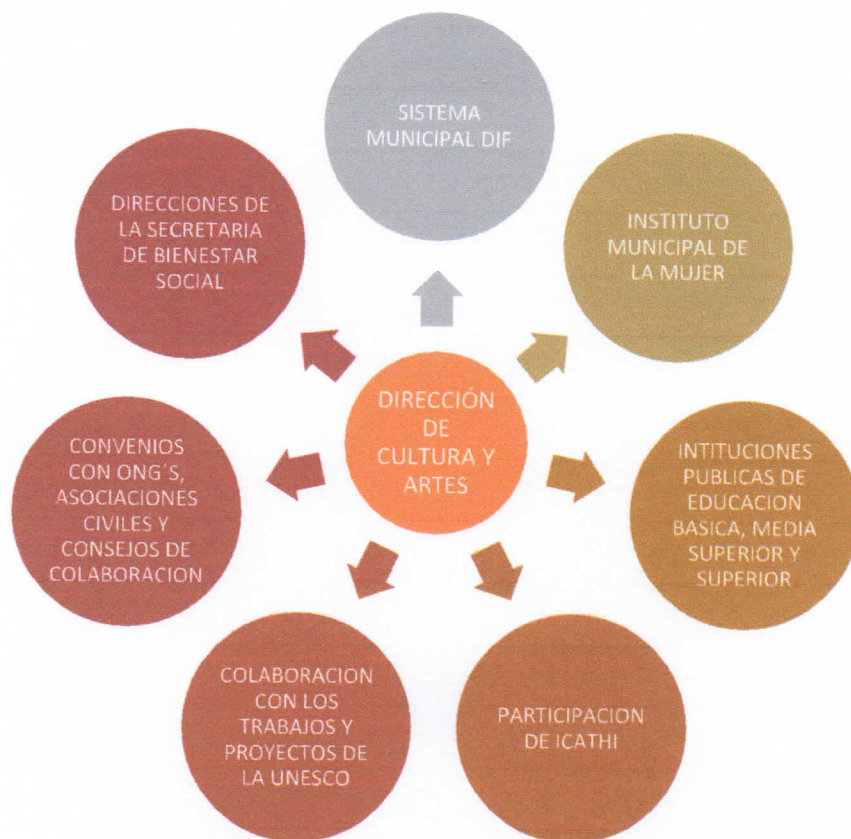 SISTEMA
MUNICIPAL DIF
INSTITUTO
MUNICIPAL DE
LA MUJER
INTITUCIONES
PUBLICAS DE
EDUCACION
BASICA, MEDIA
SUPERIOR Y
SUPERIOR
PARTICIPACION
DE ICATHI
COLABORACION
CON LOS
TRABAJOS Y
PROYECTOS DE
LA UNESCO
CONVENIOS
CON ONG´S,
ASOCIACIONES
CIVILES Y
CONSEJOS DE
COLABORACION
DIRECCIONES DE
LA SECRETARIA
DE BIENESTAR
SOCIAL
DIRECCIÓN
DE
CULTURA Y
ARTES